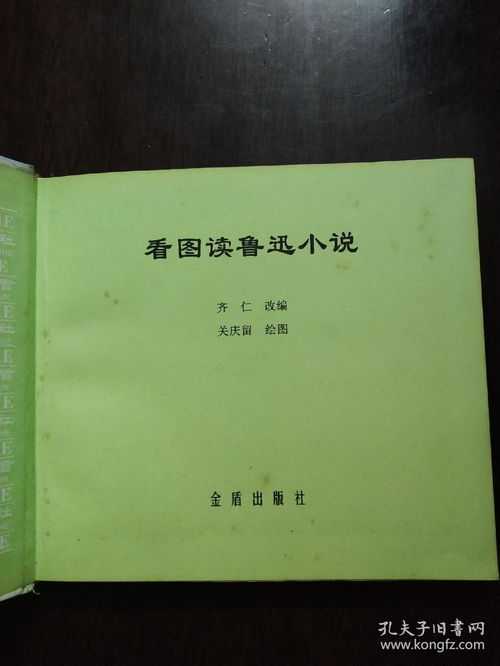 看图读鲁迅小说
齐仁 改编
关庆留 绘图
金盾出版社
孔夫子旧书网
www.kongfz.com